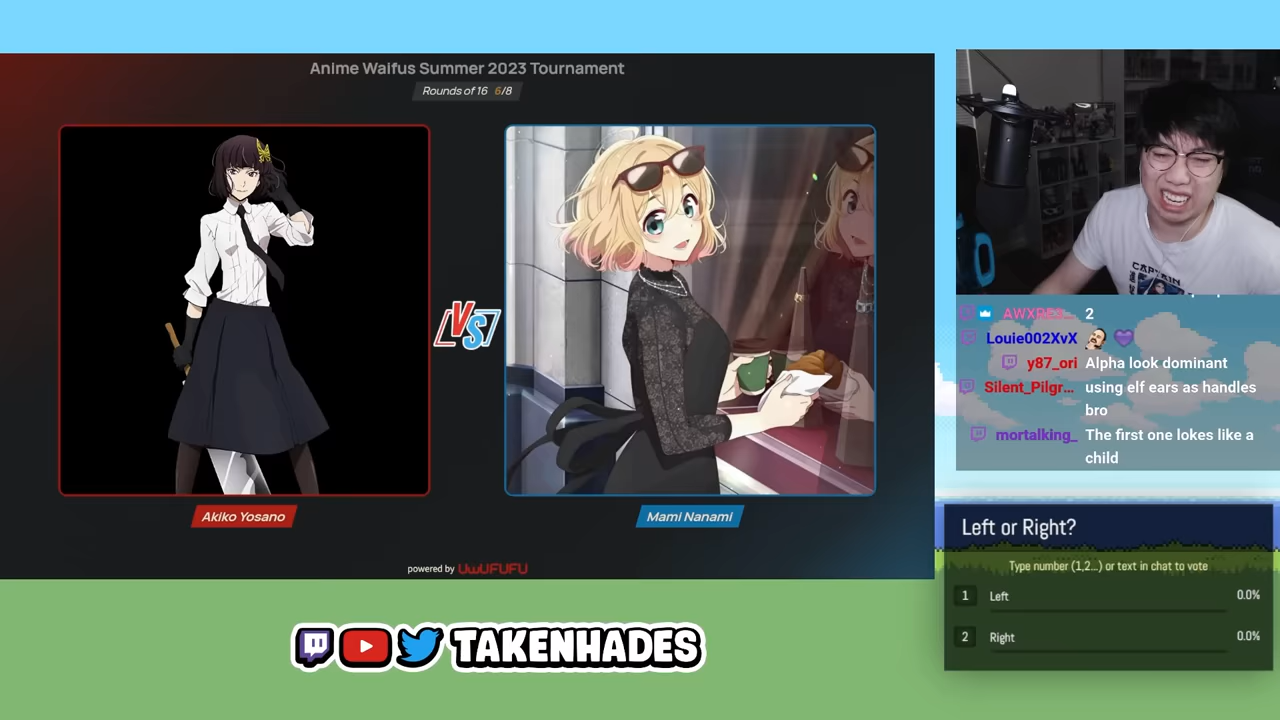 Anime Waifus Summer 2023 Tournament
Rounds of 16 6/8
VS
Akiko Yosano
Mami Nanami
powered by UwUFUFU
TAKENHADES
CAPTAIN
2
Louie002XvX
y87_ori Alpha look dominant
Silent_Pilgr... using elf ears as handles
bro
mortalking_ The first one lokes like a
child
Left or Right?
Type number (1,2...) or text in chat to vote
1 Left 0.0%
2 Right 0.0%